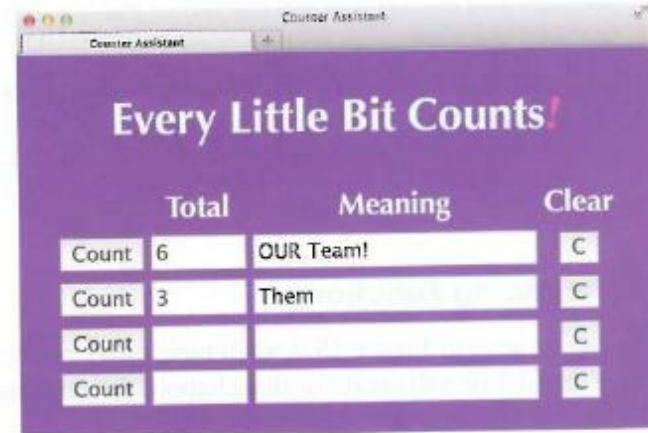 Counter Assistant
Counter Assistant
Every Little Bit Counts!
Total Meaning Clear
Count 6 OUR Team! C
Count 3 Them C
Count C
Count C